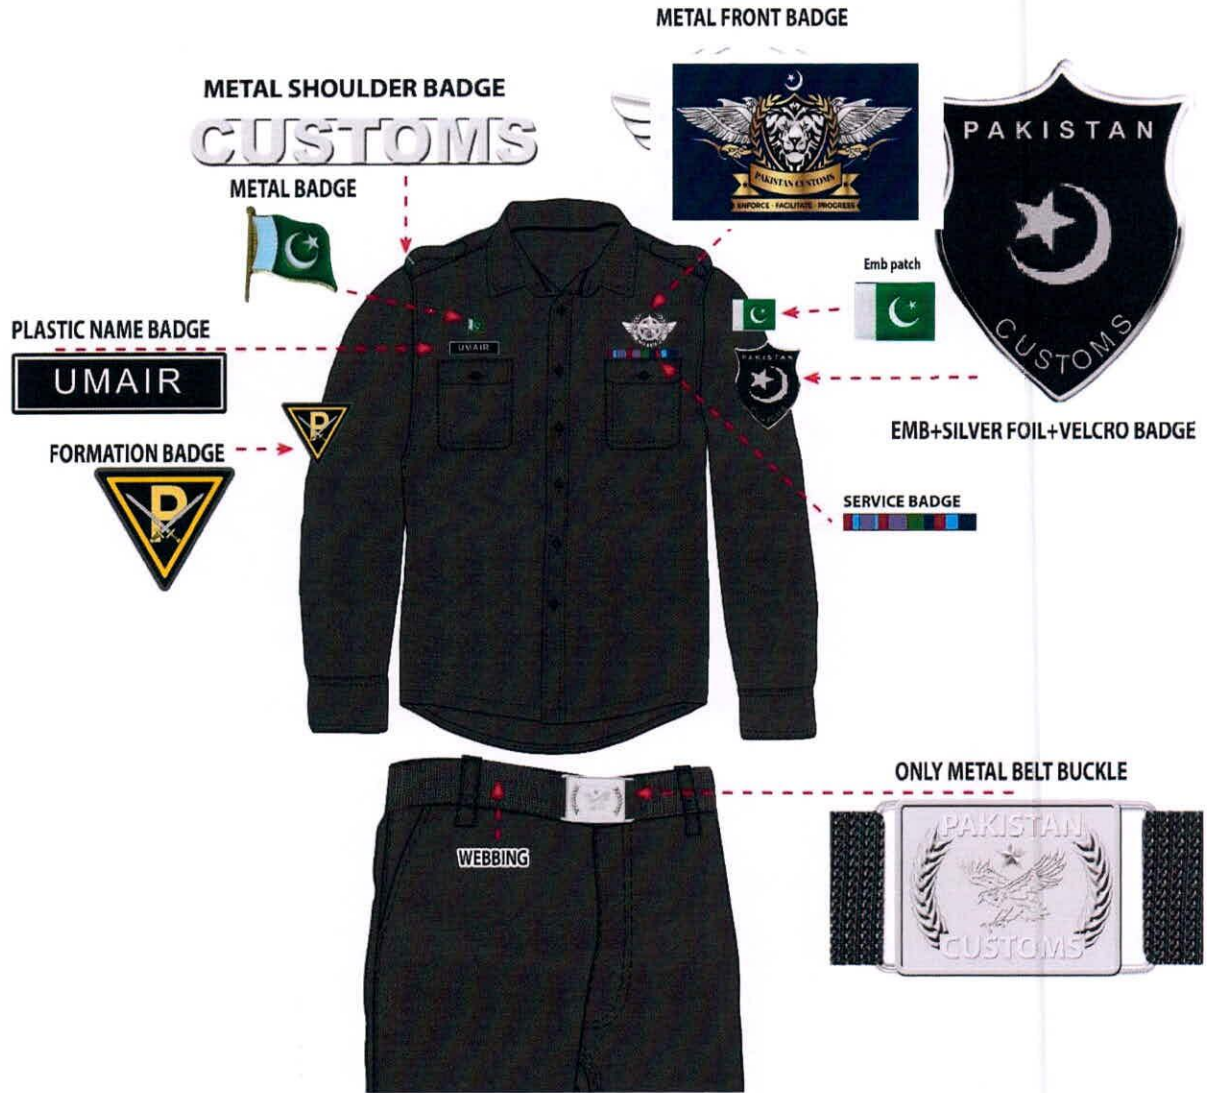 METAL FRONT BADGE
METAL SHOULDER BADGE
CUSTOMS
PAKISTAN CUSTOMS
ENFORCE · FACILITATE · PROGRESS
PAKISTAN
CUSTOMS
METAL BADGE
Emb patch
PLASTIC NAME BADGE
UMAIR
UMAIR
PAKISTAN
FORMATION BADGE
P
P
EMB+SILVER FOIL+VELCRO BADGE
SERVICE BADGE
ONLY METAL BELT BUCKLE
WEBBING
PAKISTAN
CUSTOMS